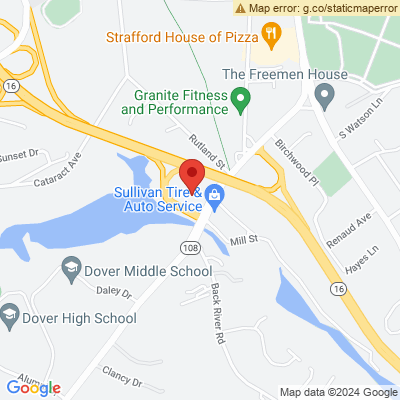 Map error: g.co/staticmaperror
Strafford House of Pizza
The Freemen House
16
Granite Fitness
and Performance
S Watson Ln
Rutland St
Birchwood Pl
Sunset Dr
Cataract Ave
Sullivan Tire &
Auto Service
Renaud Ave
Mill St
108
Hayes Ln
Dover Middle School
Daley Dr
16
Back River Rd
Dover High School
Clancy Dr
Google
Map data ©2024 Google